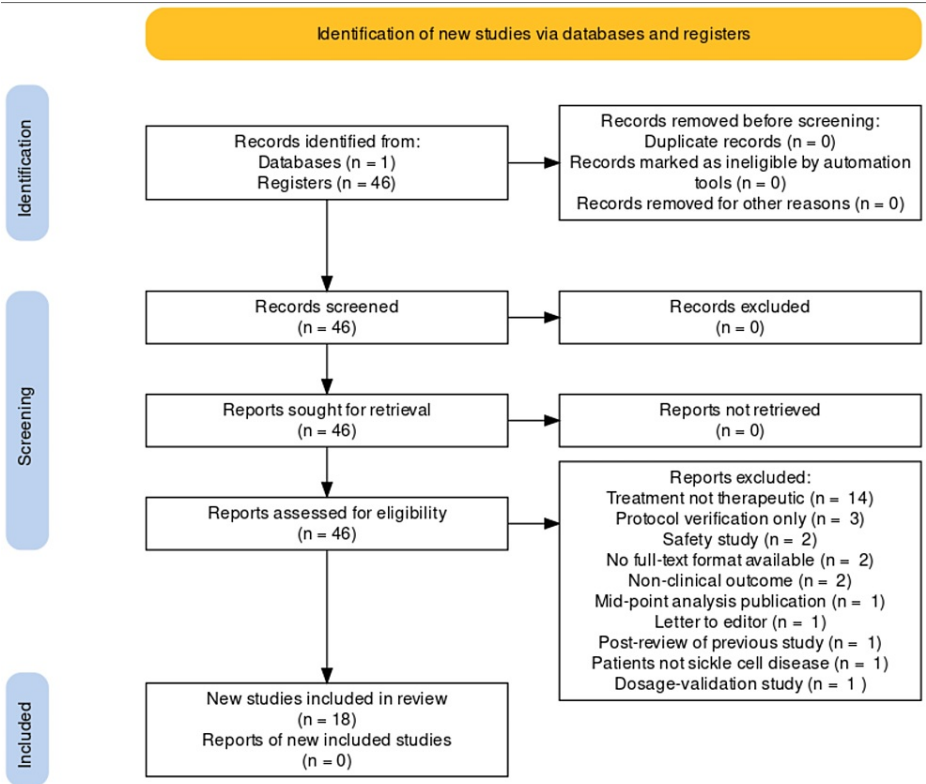 Identification of new studies via databases and registers
Identification
Records identified from:
Databases (n = 1)
Registers (n = 46)
Records removed before screening:
Duplicate records (n = 0)
Records marked as ineligible by automation
tools (n = 0)
Records removed for other reasons (n = 0)
Screening
Records screened
(n = 46)
Records excluded
(n = 0)
Reports sought for retrieval
(n = 46)
Reports not retrieved
(n = 0)
Reports assessed for eligibility
(n = 46)
Reports excluded:
Treatment not therapeutic (n = 14)
Protocol verification only (n = 3)
Safety study (n = 2)
No full-text format available (n = 2)
Non-clinical outcome (n = 2)
Mid-point analysis publication (n = 1)
Letter to editor (n = 1)
Post-review of previous study (n = 1)
Patients not sickle cell disease (n = 1)
Dosage-validation study (n = 1 )
Included
New studies included in review
(n = 18)
Reports of new included studies
(n = 0)